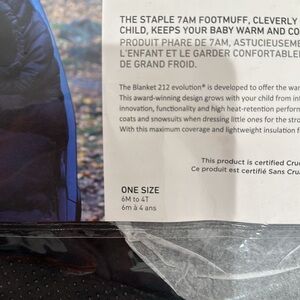 THE STAPLE 7AM FOOTMUFF, CLEVERLY
CHILD, KEEPS YOUR BABY WARM AND CO
PRODUIT PHARE DE 7AM, ASTUCIEUSEME
L'ENFANT ET LE GARDER CONFORTABLE
DE GRAND FROID.
The Blanket 212 evolution® is developed to offer the war
This award-winning design grows with your child from in
innovation, functionality and high heat-retention perform
coats and snowsuits when dressing little ones for the stro
With this maximum coverage and lightweight insulation f
This product is certified Crue
Ce produit est certifié Sans Cru
ONE SIZE
6M to 4T
6m à 4 ans